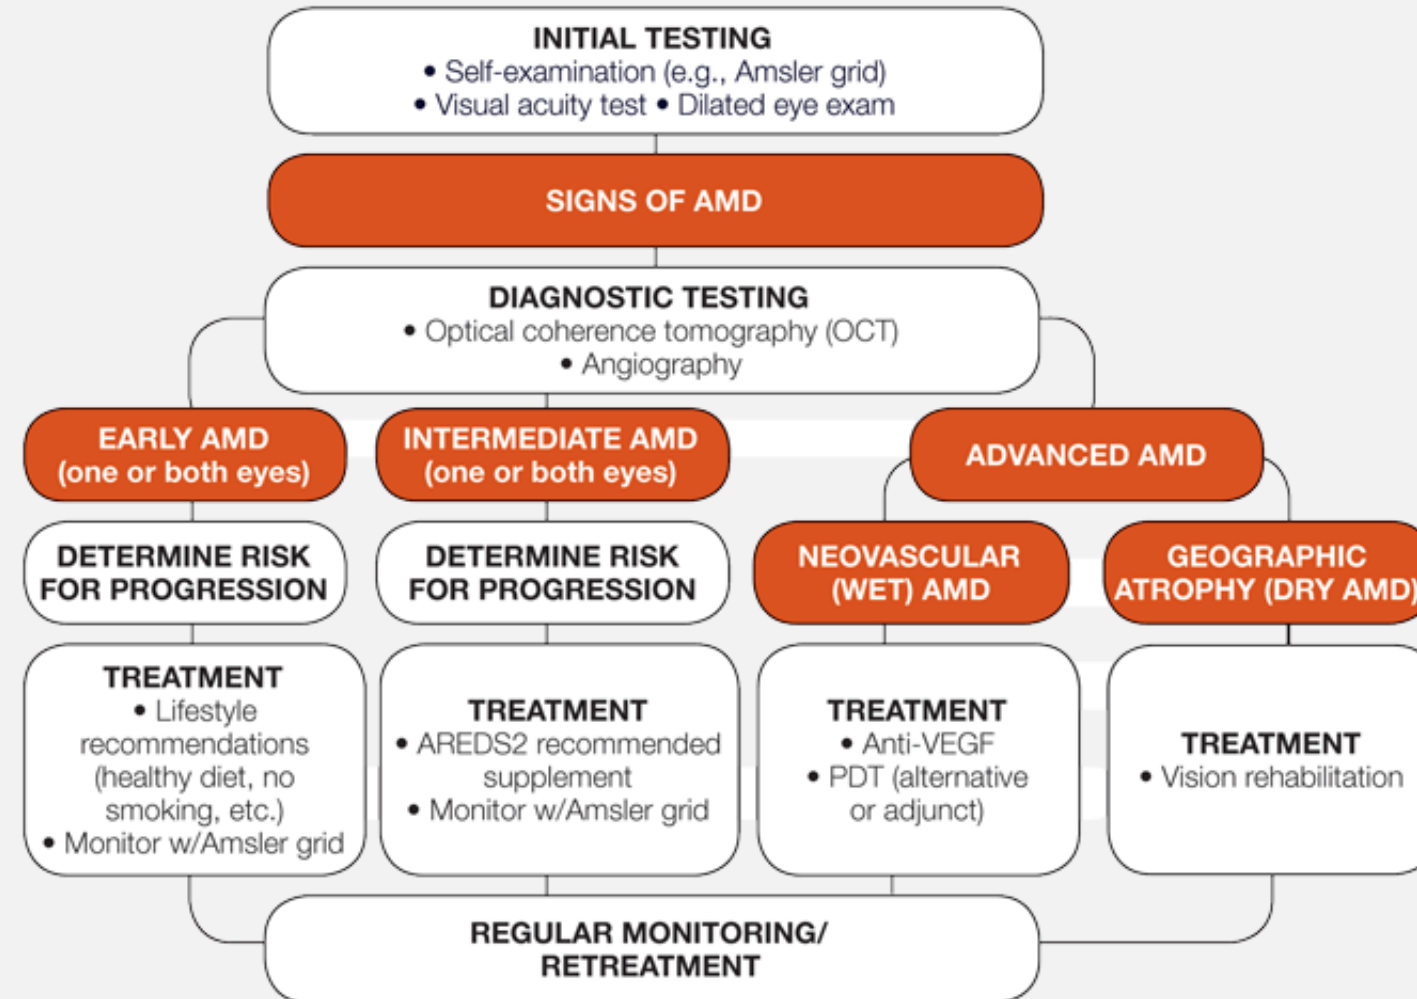 INITIAL TESTING
• Self-examination (e.g., Amsler grid)
• Visual acuity test • Dilated eye exam
SIGNS OF AMD
DIAGNOSTIC TESTING
• Optical coherence tomography (OCT)
• Angiography
EARLY AMD
(one or both eyes)
INTERMEDIATE AMD
(one or both eyes)
ADVANCED AMD
DETERMINE RISK
FOR PROGRESSION
DETERMINE RISK
FOR PROGRESSION
NEOVASCULAR
(WET) AMD
GEOGRAPHIC
ATROPHY (DRY AMD)
TREATMENT
• Lifestyle
recommendations
(healthy diet, no
smoking, etc.)
• Monitor w/Amsler grid
TREATMENT
• AREDS2 recommended
supplement
• Monitor w/Amsler grid
TREATMENT
• Anti-VEGF
• PDT (alternative
or adjunct)
TREATMENT
• Vision rehabilitation
REGULAR MONITORING/
RETREATMENT